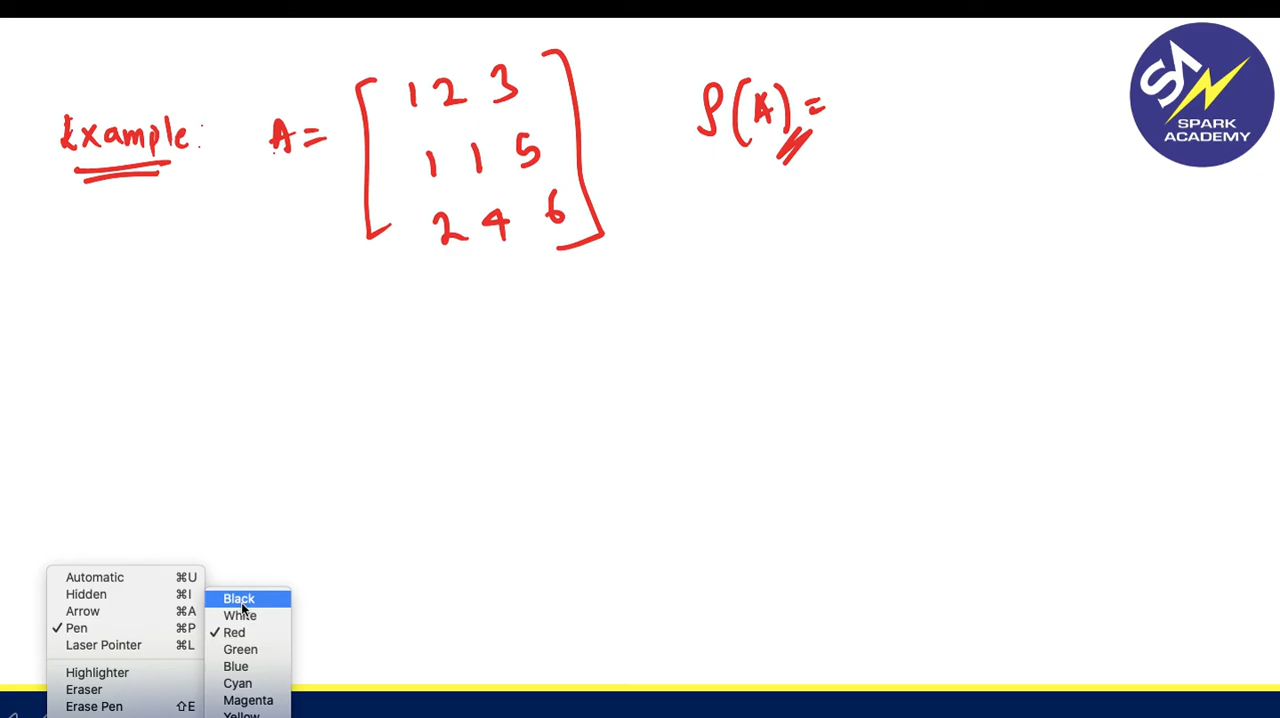 Example: A = [ 1 2 3
1 1 5
2 4 6 ]
ρ(A) =
SPARK
ACADEMY
Automatic ⌘U
Hidden ⌘I
Arrow ⌘A
✓ Pen ⌘P
Laser Pointer ⌘L
Highlighter
Eraser
Erase Pen ⇧E
Black
White
✓ Red
Green
Blue
Cyan
Magenta
Yellow